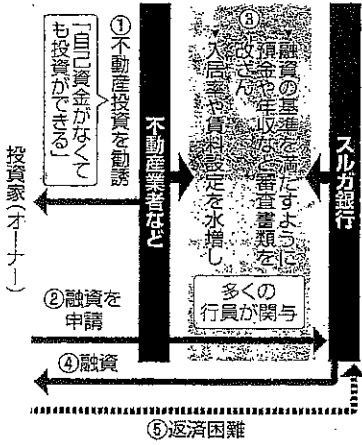 スルガ銀行
▼融資の基準を満たすように
預金や年収など審査書類を
③改ざん
▼入居率や賃料設定を水増し
多くの
行員が関与
不動産業者など
①不動産投資を勧誘
「自己資金がなくて
も投資ができる」
投資家(オーナー)
②融資を
申請
④融資
⑤返済困難